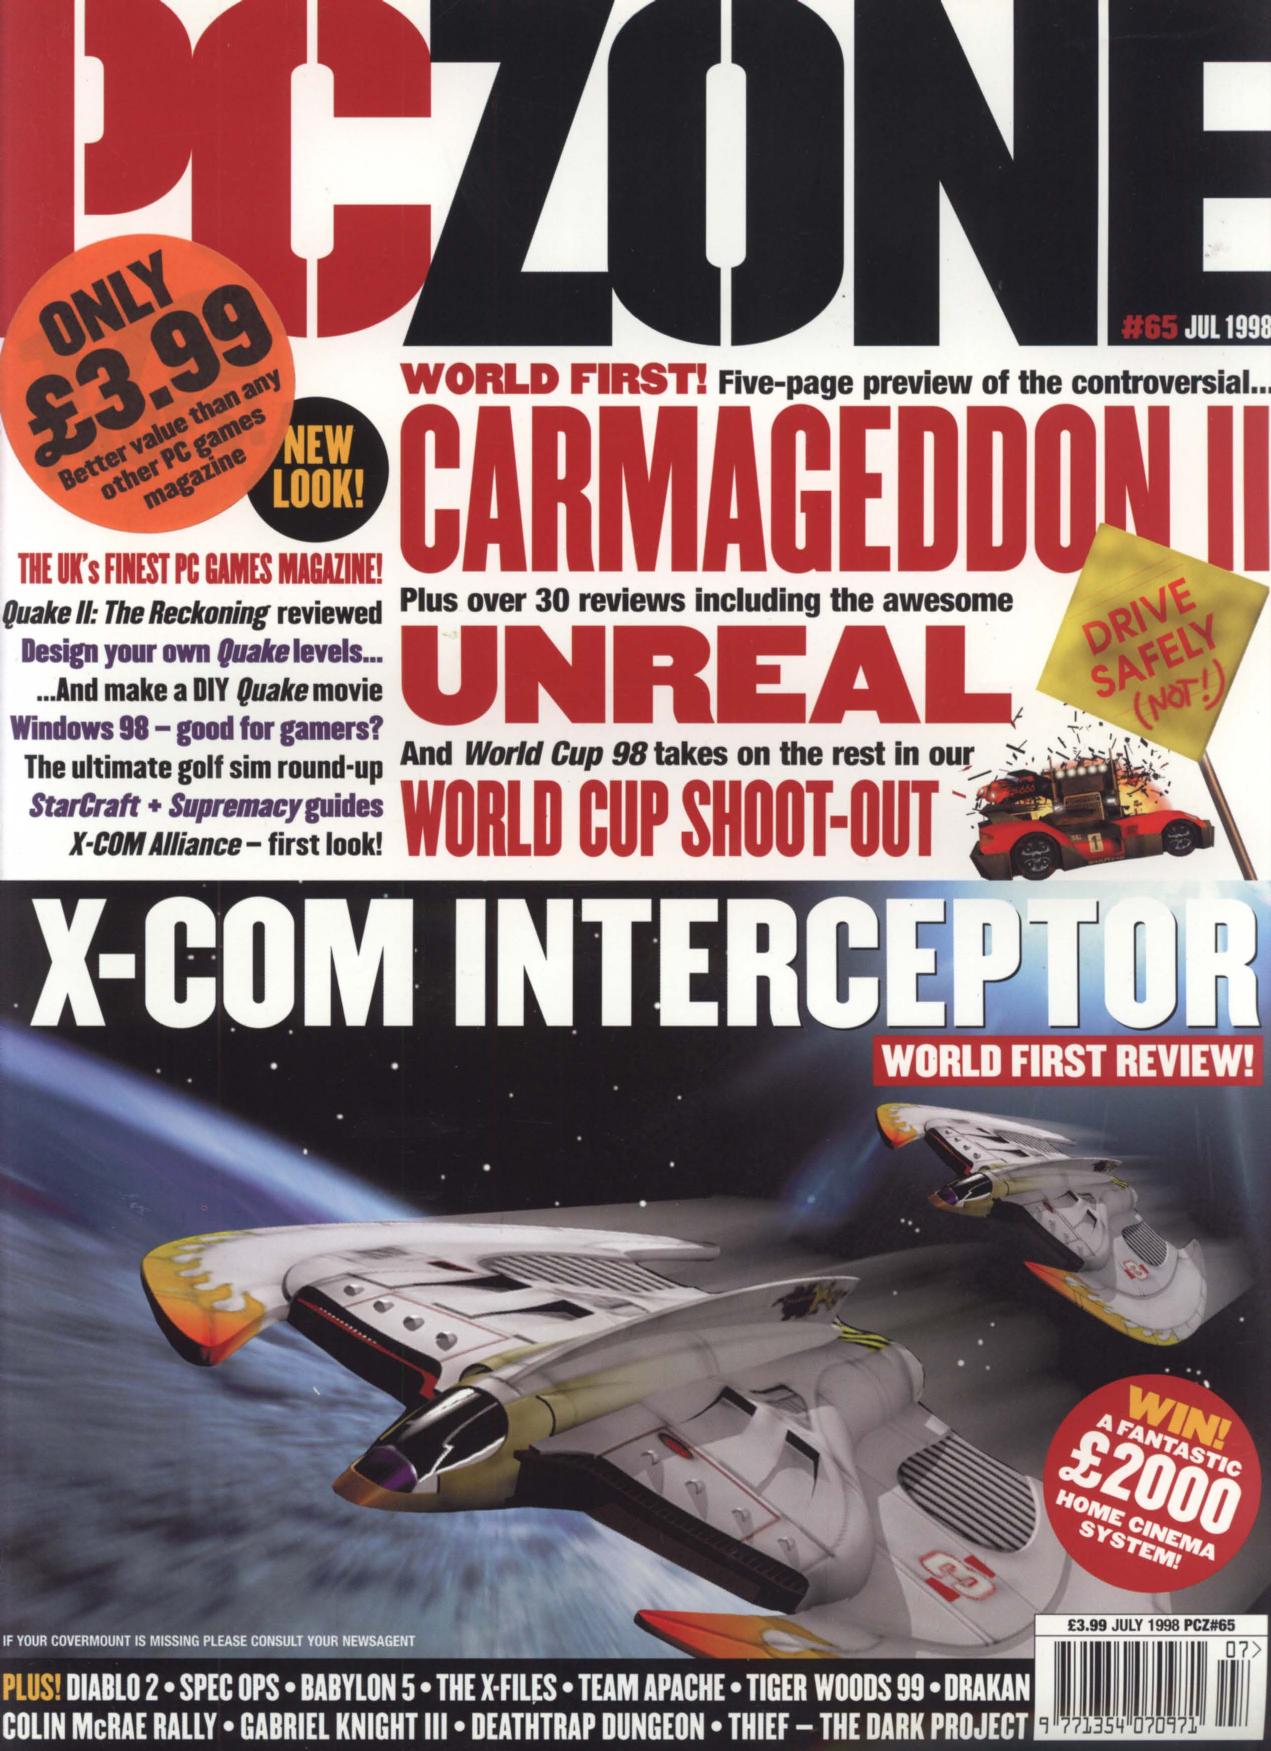 PCZONE
#65 JUL 1998
ONLY
£3.99
Better value than any
other PC games
magazine
NEW
LOOK!
WORLD FIRST! Five-page preview of the controversial...
CARMAGEDDON II
THE UK's FINEST PC GAMES MAGAZINE!
Quake II: The Reckoning reviewed
Design your own Quake levels...
...And make a DIY Quake movie
Windows 98 – good for gamers?
The ultimate golf sim round-up
StarCraft + Supremacy guides
X-COM Alliance – first look!
Plus over 30 reviews including the awesome
UNREAL
And World Cup 98 takes on the rest in our
WORLD CUP SHOOT-OUT
DRIVE
SAFELY
(NOT!)
1
X-COM INTERCEPTOR
WORLD FIRST REVIEW!
3
3
WIN!
A FANTASTIC
£2000
HOME CINEMA
SYSTEM!
IF YOUR COVERMOUNT IS MISSING PLEASE CONSULT YOUR NEWSAGENT
£3.99 JULY 1998 PCZ#65
07>
9 771354 070971
PLUS! DIABLO 2 • SPEC OPS • BABYLON 5 • THE X-FILES • TEAM APACHE • TIGER WOODS 99 • DRAKAN
COLIN McRAE RALLY • GABRIEL KNIGHT III • DEATHTRAP DUNGEON • THIEF – THE DARK PROJECT